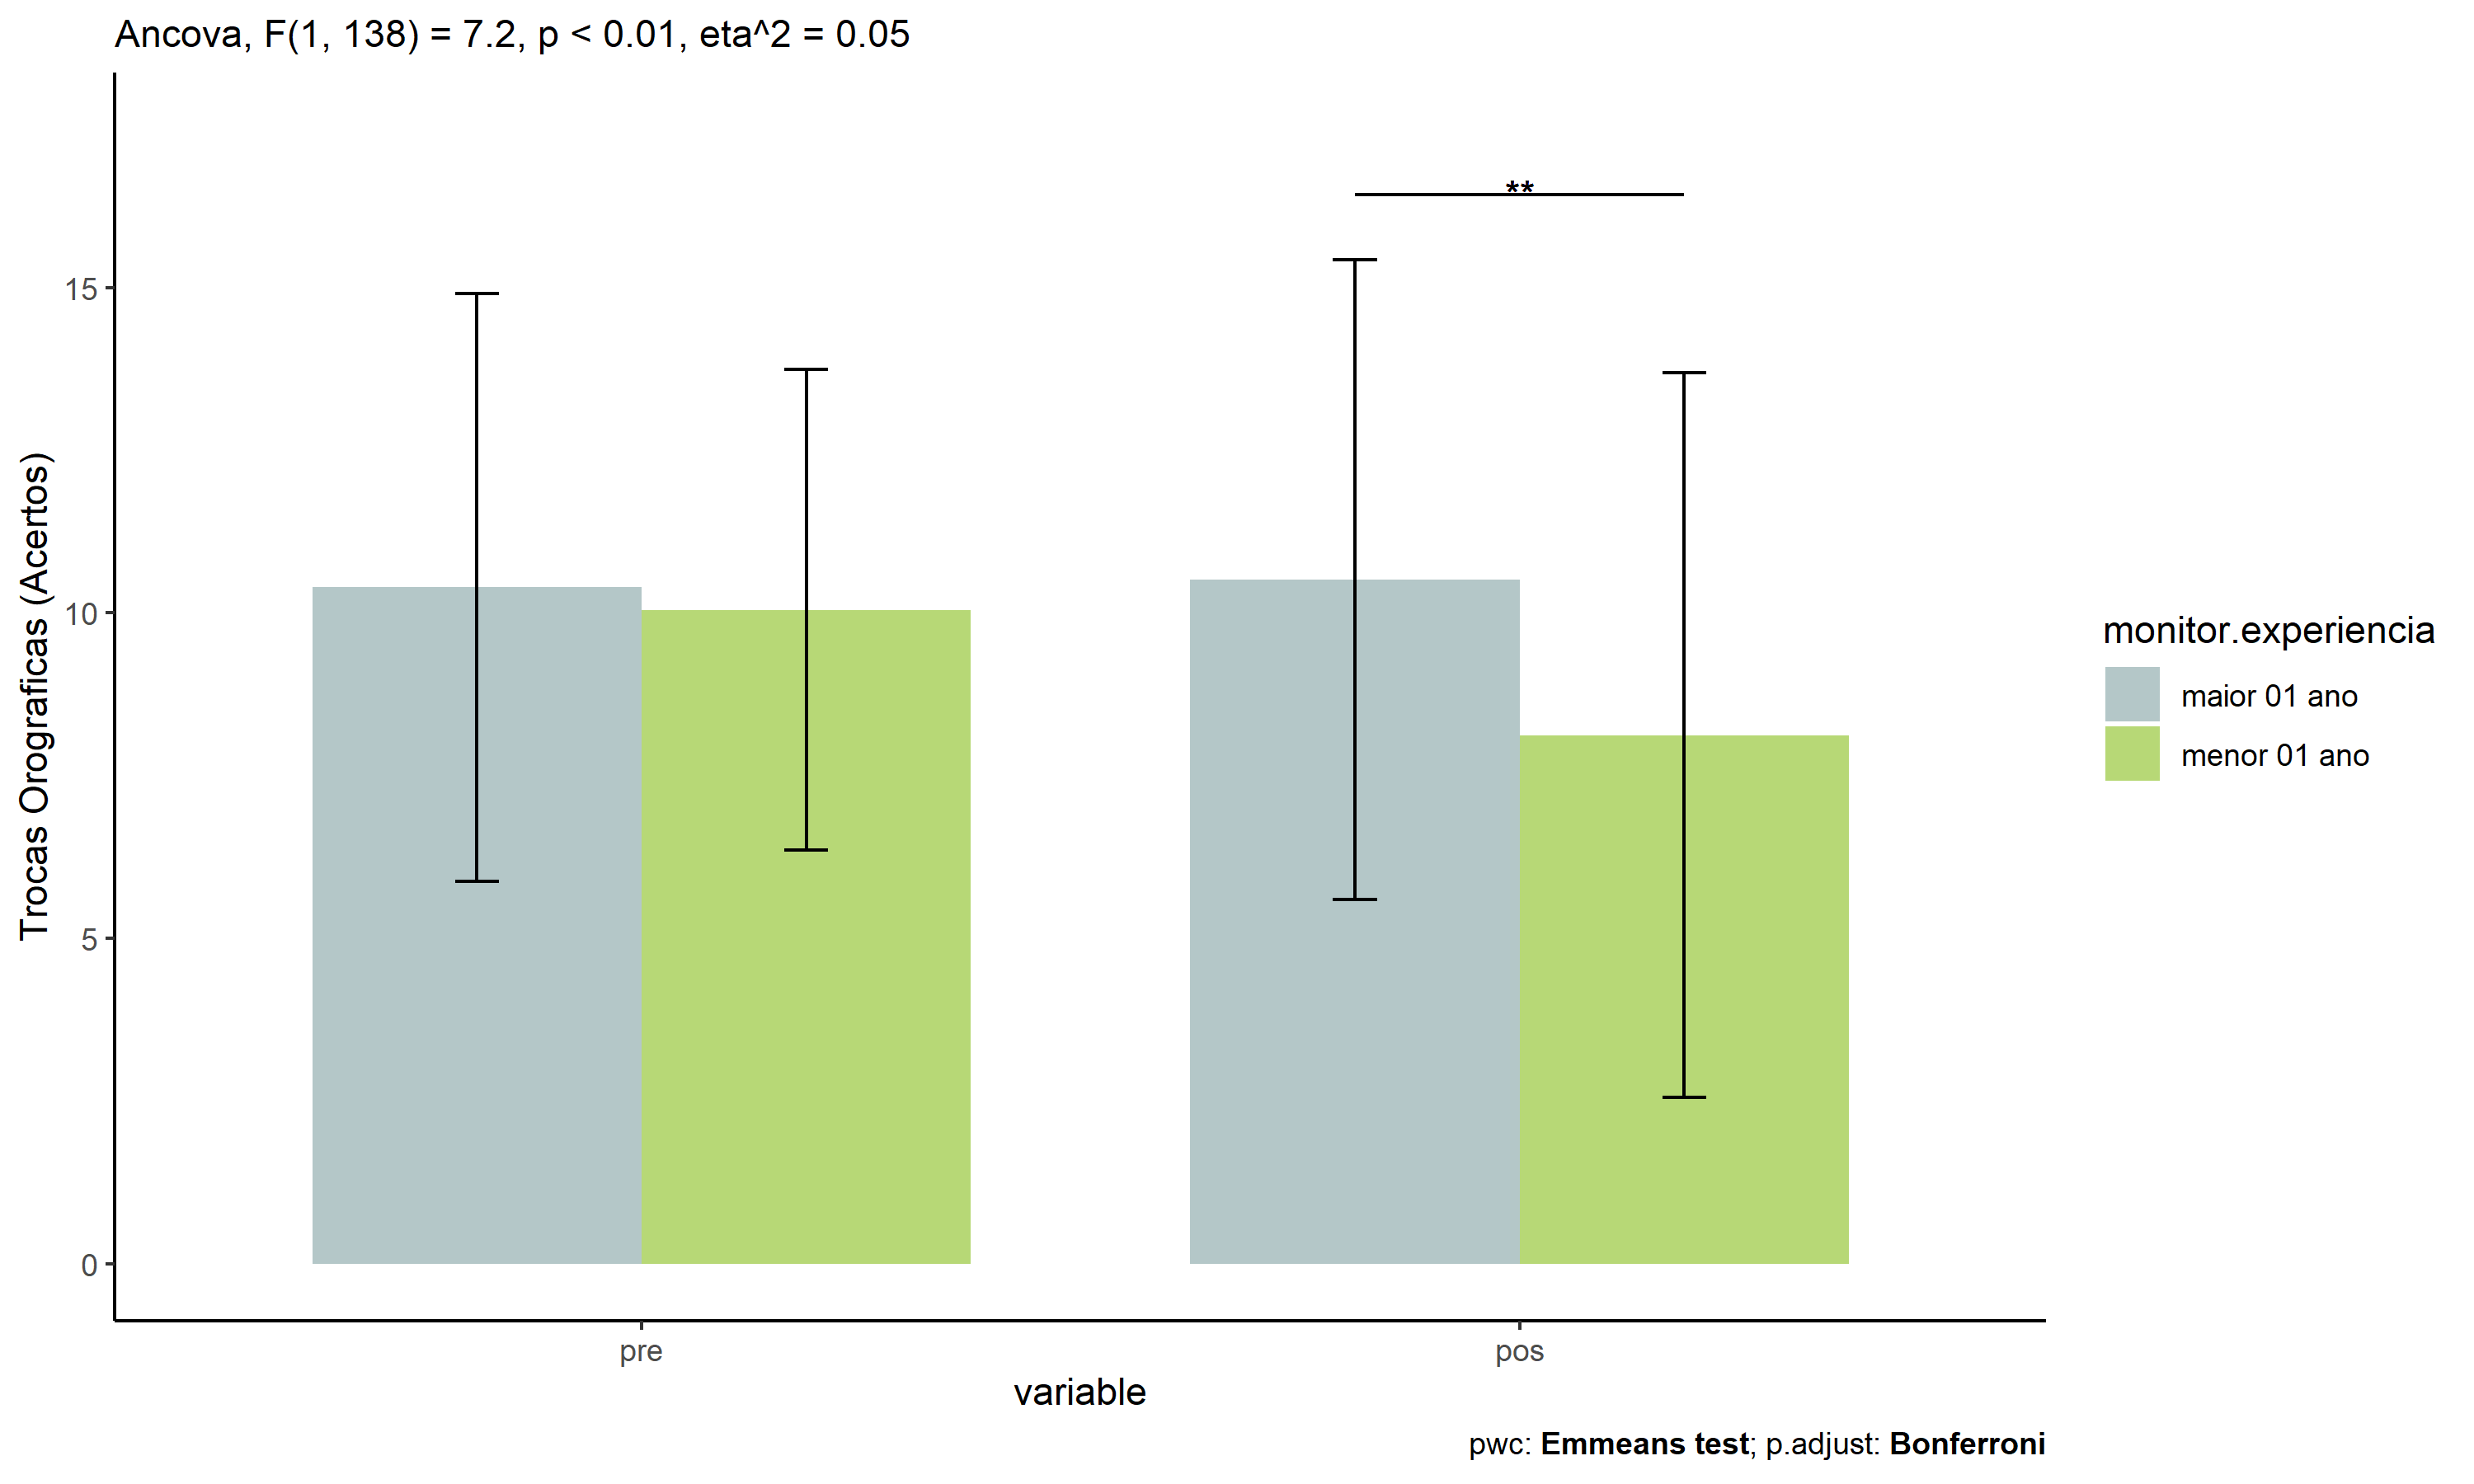 Ancova, F(1, 138) = 7.2, p < 0.01, eta^2 = 0.05
Trocas Orograficas (Acertos)
15
10
5
0
**
pre
pos
variable
monitor.experiencia
maior 01 ano
menor 01 ano
pwc: Emmeans test; p.adjust: Bonferroni